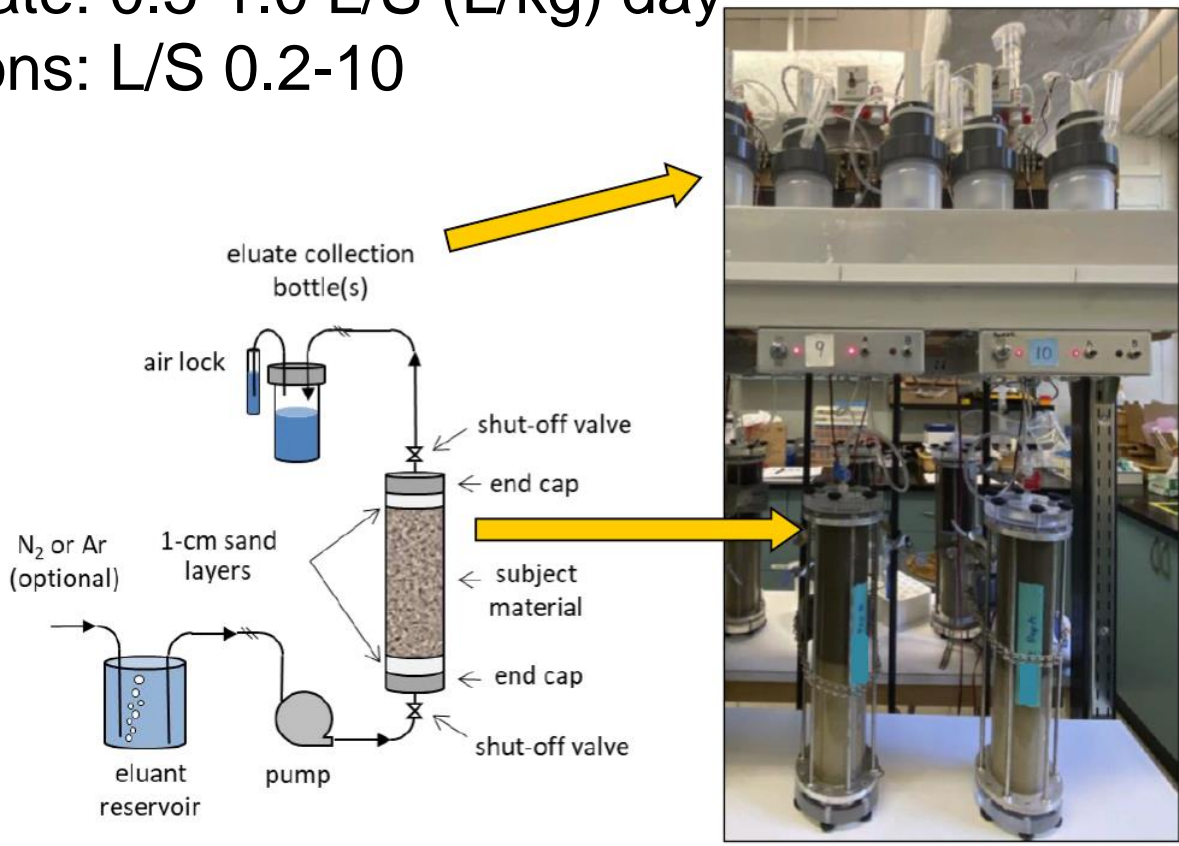 ate: 0.5-1.0 L/S (L/kg) day
ons: L/S 0.2-10
eluate collection
bottle(s)
air lock
shut-off valve
end cap
N₂ or Ar
(optional)
1-cm sand
layers
subject
material
end cap
shut-off valve
eluant
reservoir
pump
9
A
B
10
A
B